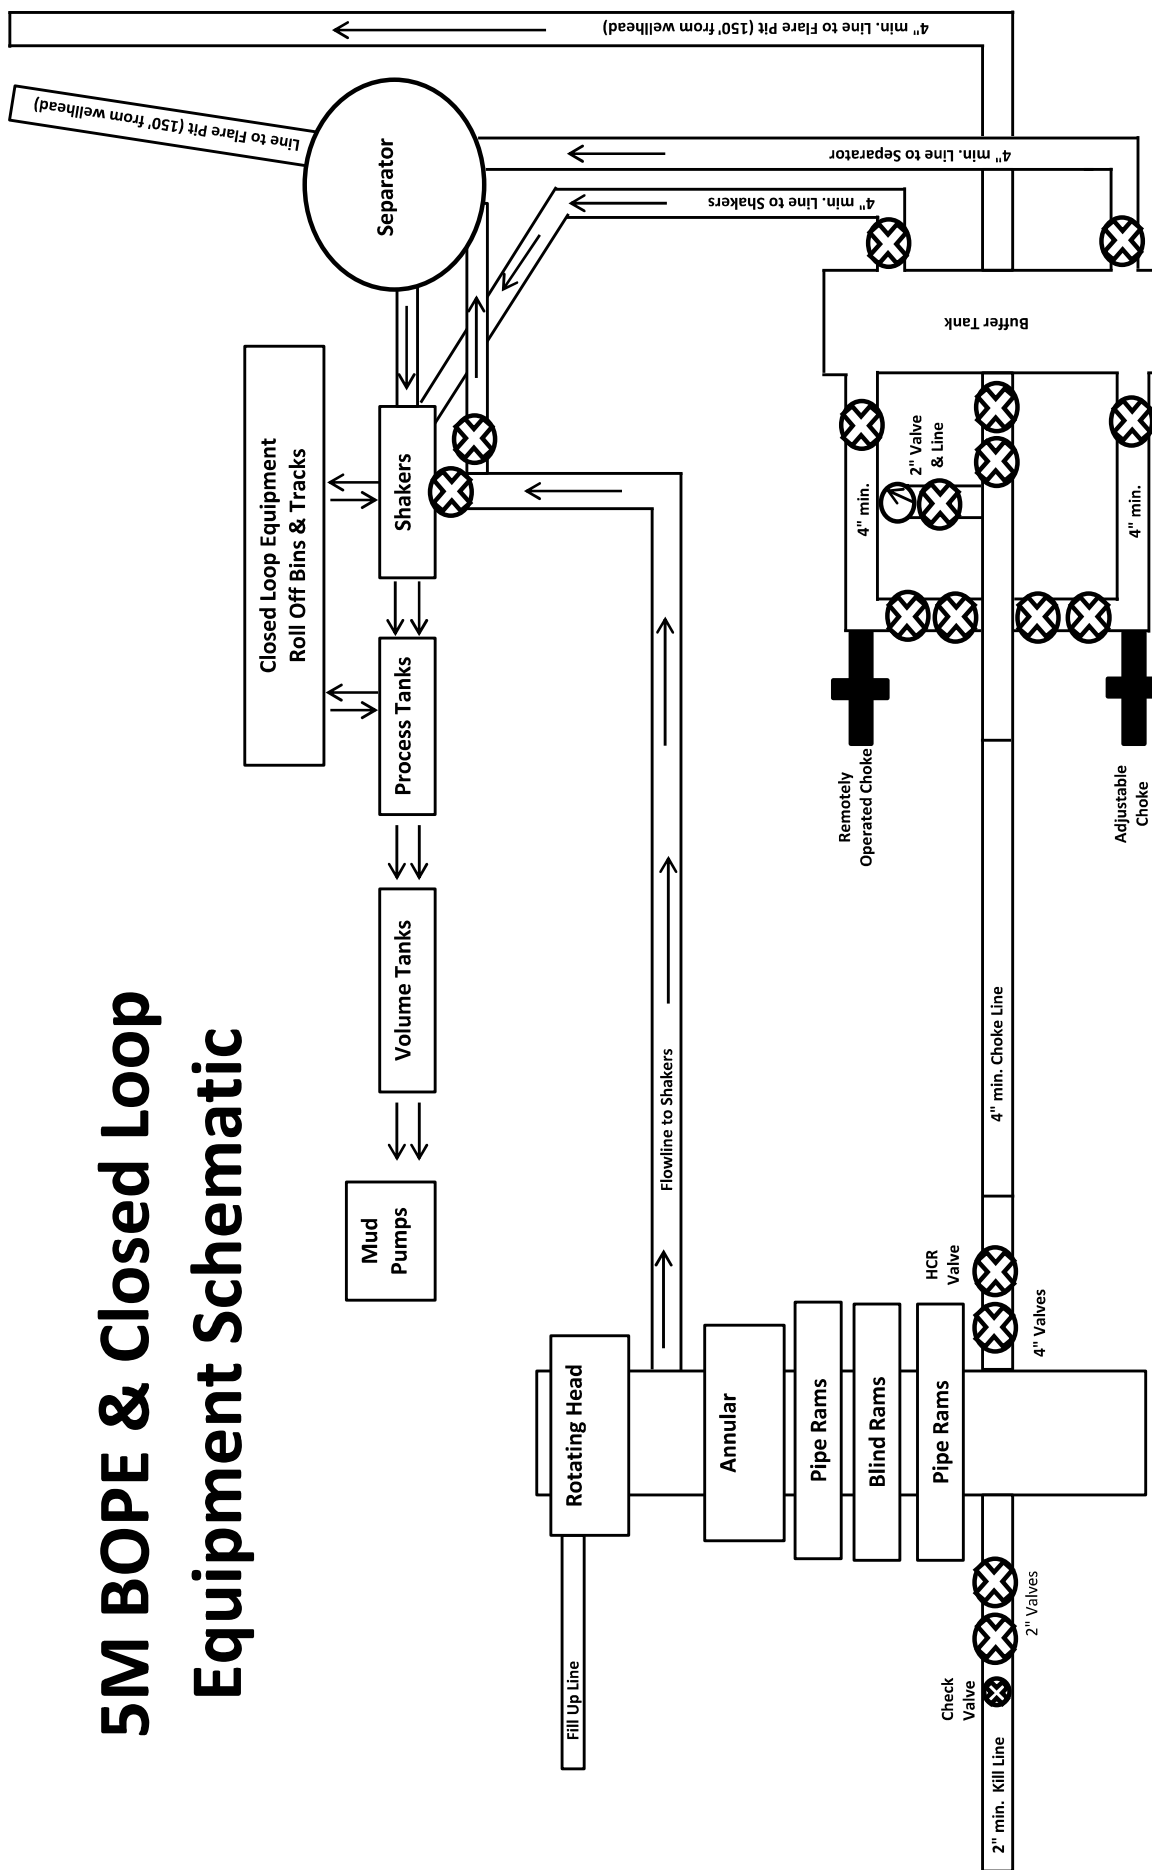 5M BOPE & Closed Loop
Equipment Schematic
Closed Loop Equipment
Roll Off Bins & Tracks
Mud
Pumps
Volume Tanks
Process Tanks
Shakers
Separator
Line to Flare Pit (150' from wellhead)
4" min. Line to Flare Pit (150' from wellhead)
4" min. Line to Separator
4" min. Line to Shakers
Fill Up Line
Rotating Head
Flowline to Shakers
Annular
Pipe Rams
Blind Rams
Pipe Rams
Remotely
Operated Choke
4" min.
2" Valve
& Line
Buffer Tank
Check
Valve
HCR
Valve
2" min. Kill Line
4" min. Choke Line
2" Valves
4" Valves
Adjustable
Choke
4" min.